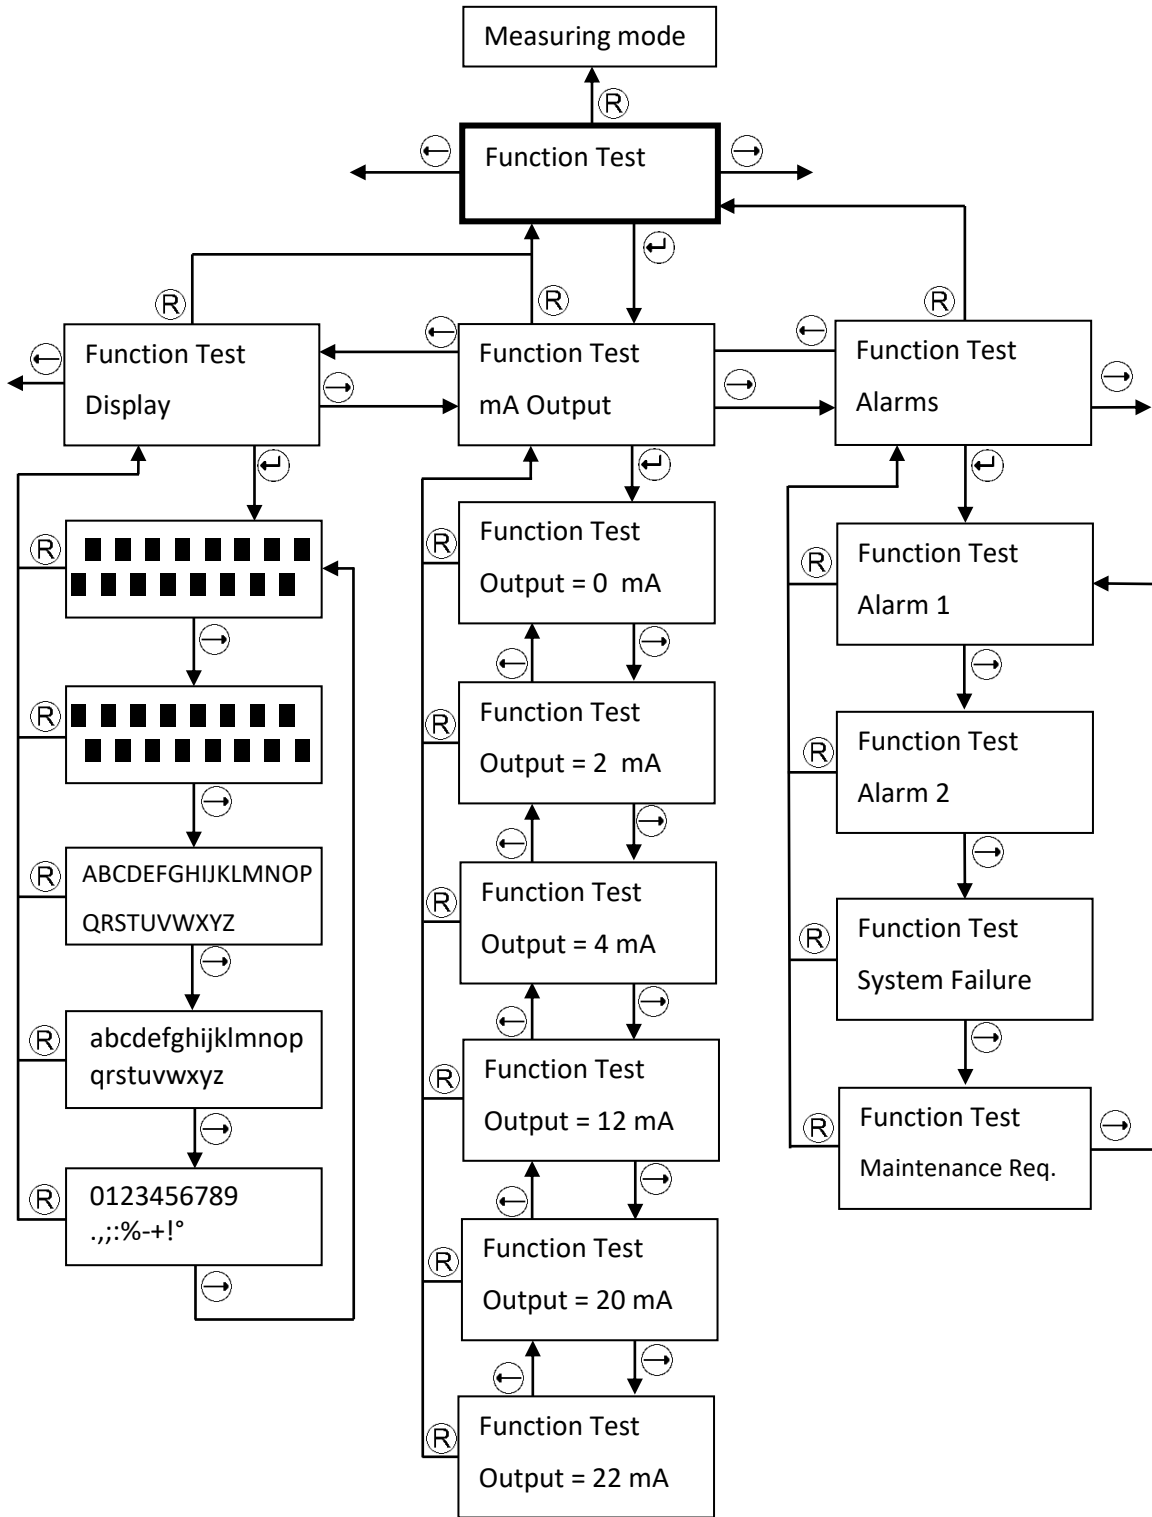 Measuring mode
R
Function Test
R
R
R
Function Test
Display
Function Test
mA Output
Function Test
Alarms
R
R
R
ABCDEFGHIJKLMNOP
QRSTUVWXYZ
R
abcdefghijklmnop
qrstuvwxyz
R
0123456789
.,;:%-+!°
R
Function Test
Output = 0  mA
R
Function Test
Output = 2  mA
R
Function Test
Output = 4 mA
R
Function Test
Output = 12 mA
R
Function Test
Output = 20 mA
R
Function Test
Output = 22 mA
R
Function Test
Alarm 1
R
Function Test
Alarm 2
R
Function Test
System Failure
R
Function Test
Maintenance Req.